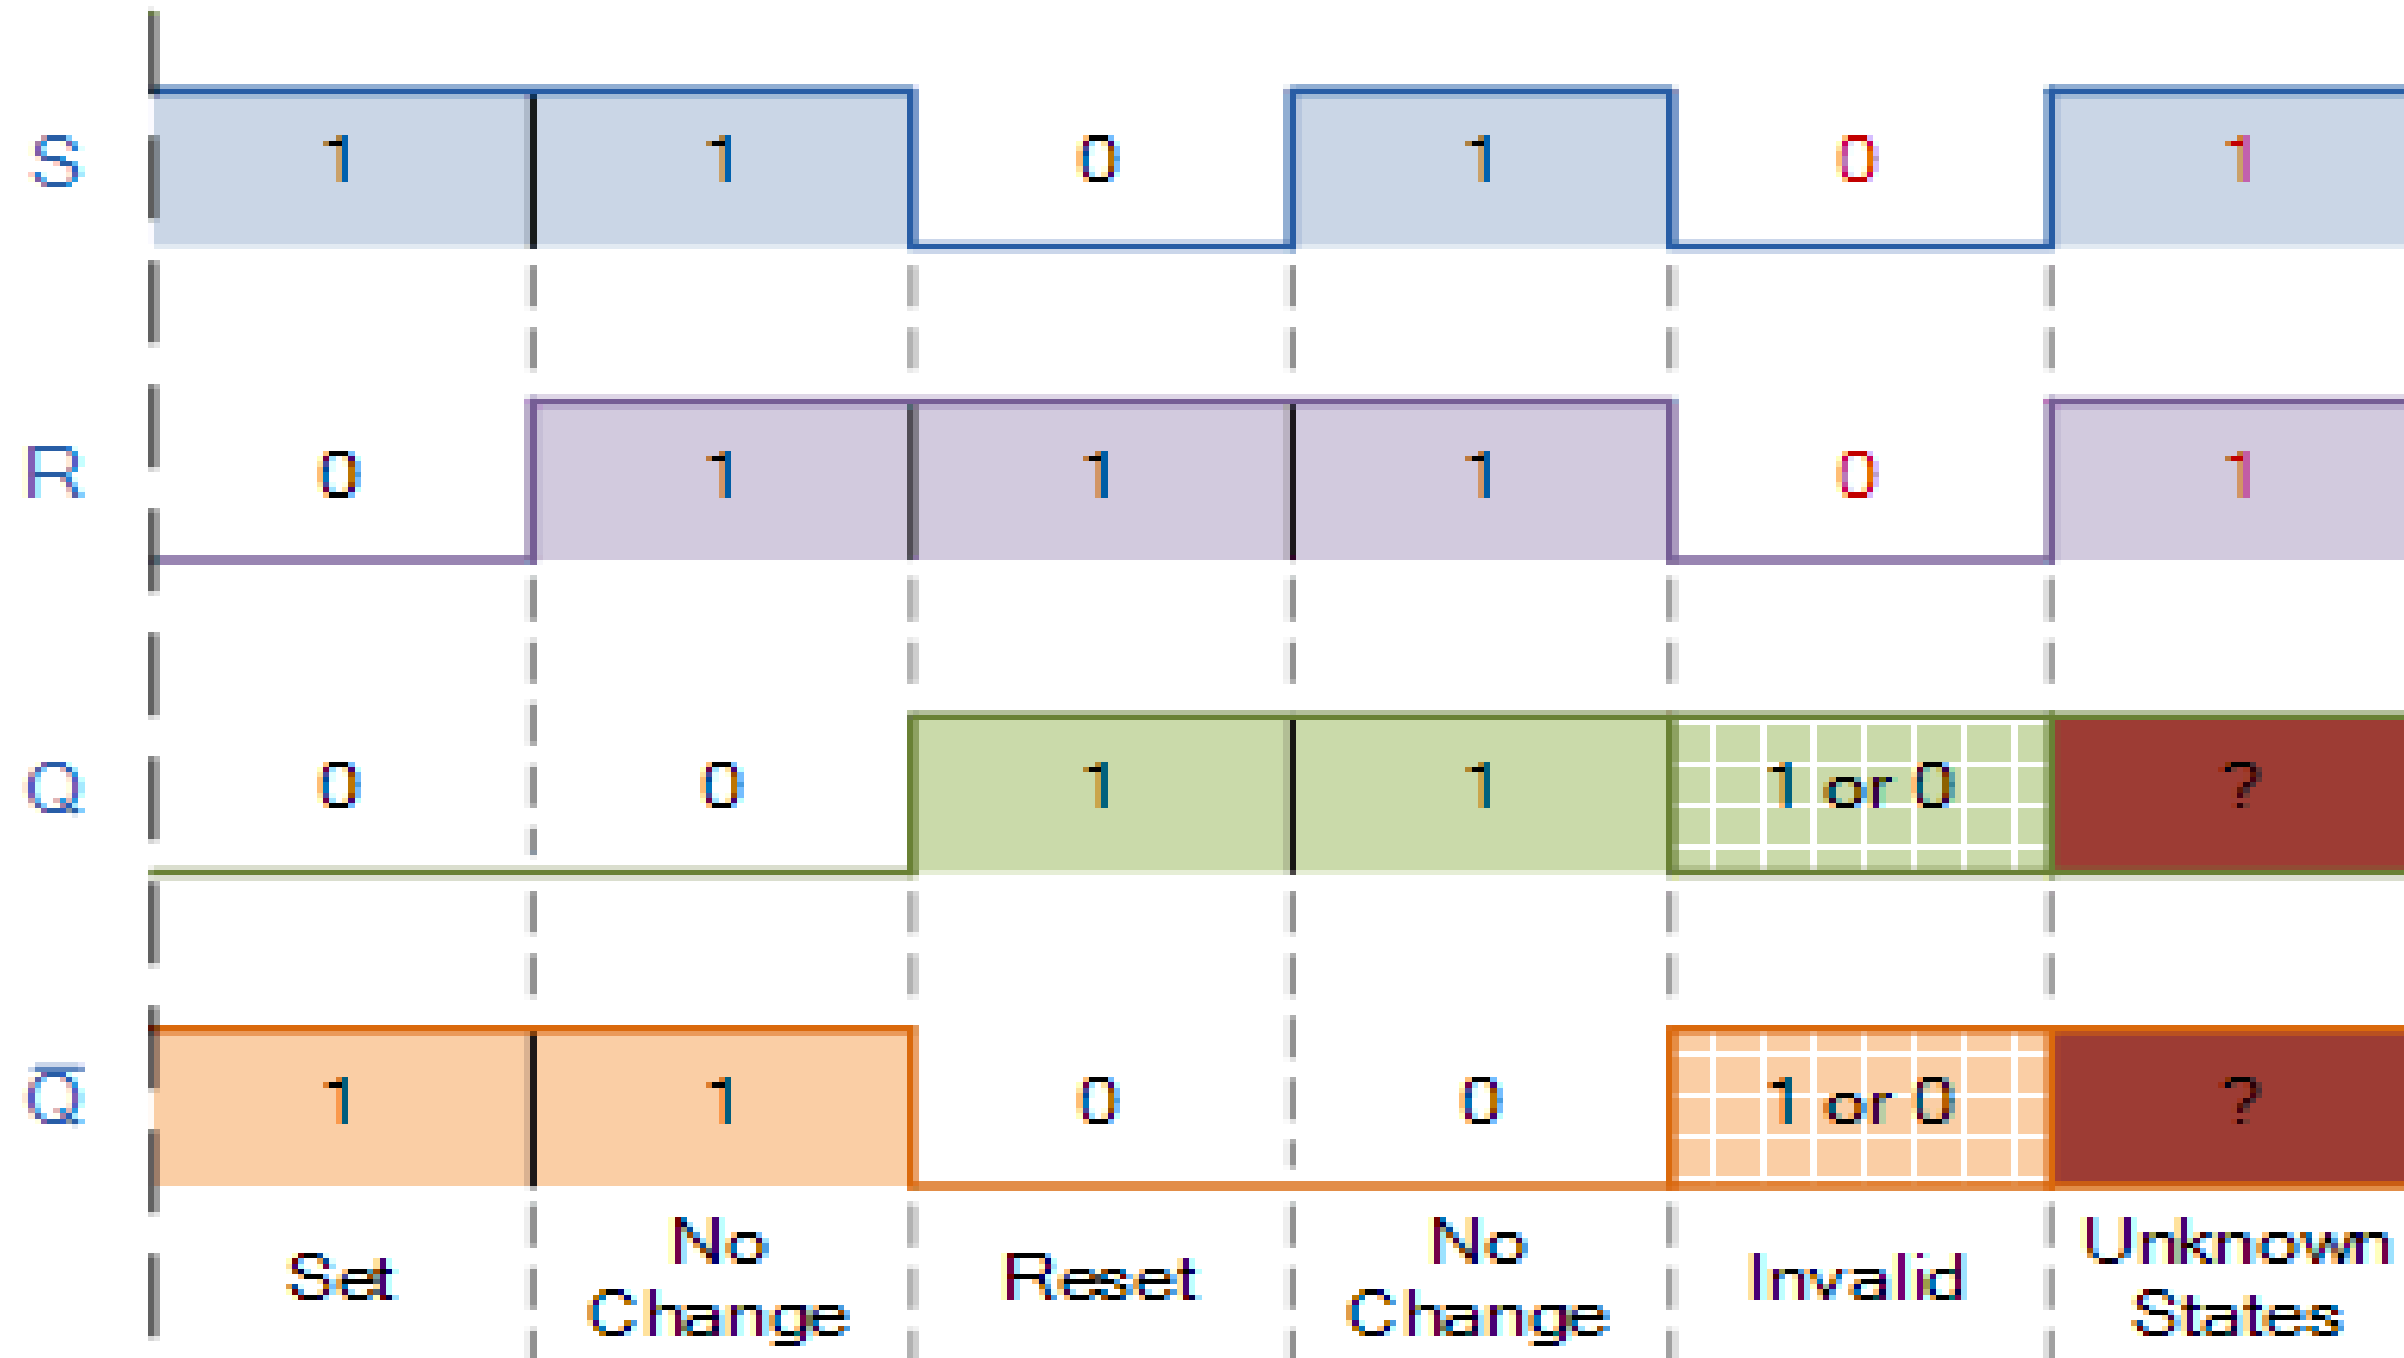 S 1 1 0 1 0 1
R 0 1 1 1 0 1
Q 0 0 1 1 1 or 0 ?
Q̅ 1 1 0 0 1 or 0 ?
Set
No
Change
Reset
No
Change
Invalid
Unknown
States